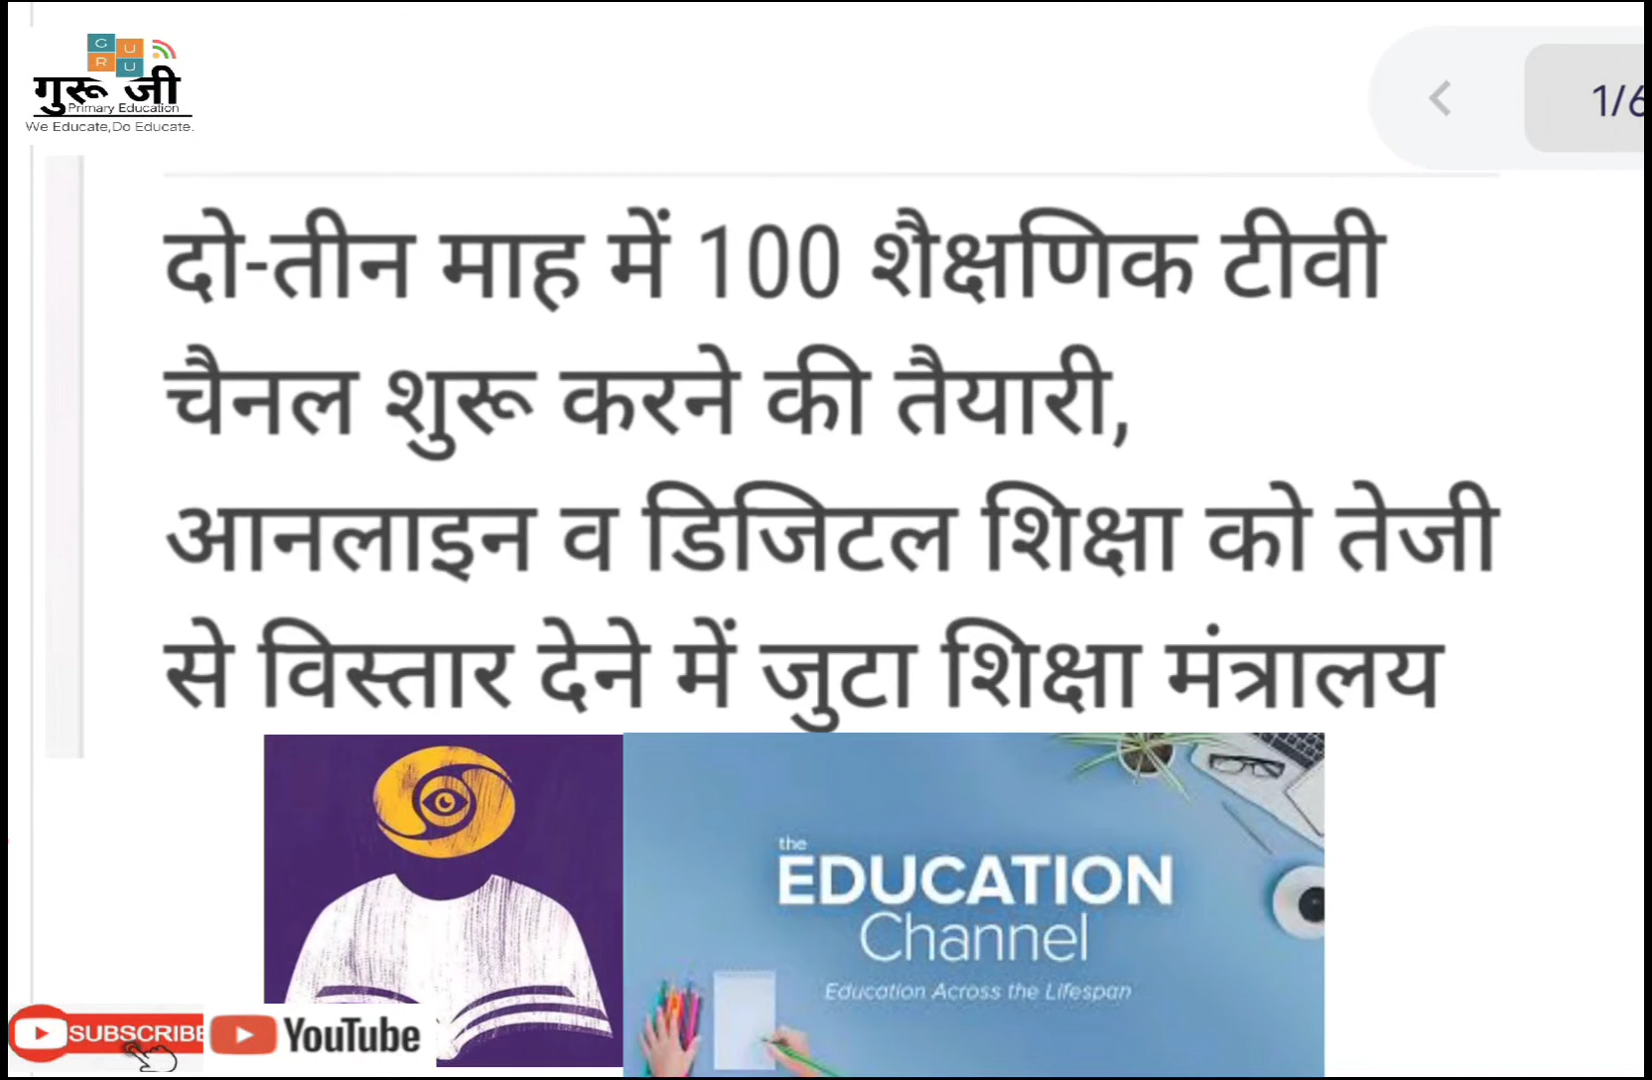 G U
R U
गुरू जी
Primary Education
We Educate,Do Educate.
1/6
दो-तीन माह में 100 शैक्षणिक टीवी
चैनल शुरू करने की तैयारी,
आनलाइन व डिजिटल शिक्षा को तेजी
से विस्तार देने में जुटा शिक्षा मंत्रालय
the
EDUCATION
Channel
Education Across the Lifespan
SUBSCRIBE
YouTube